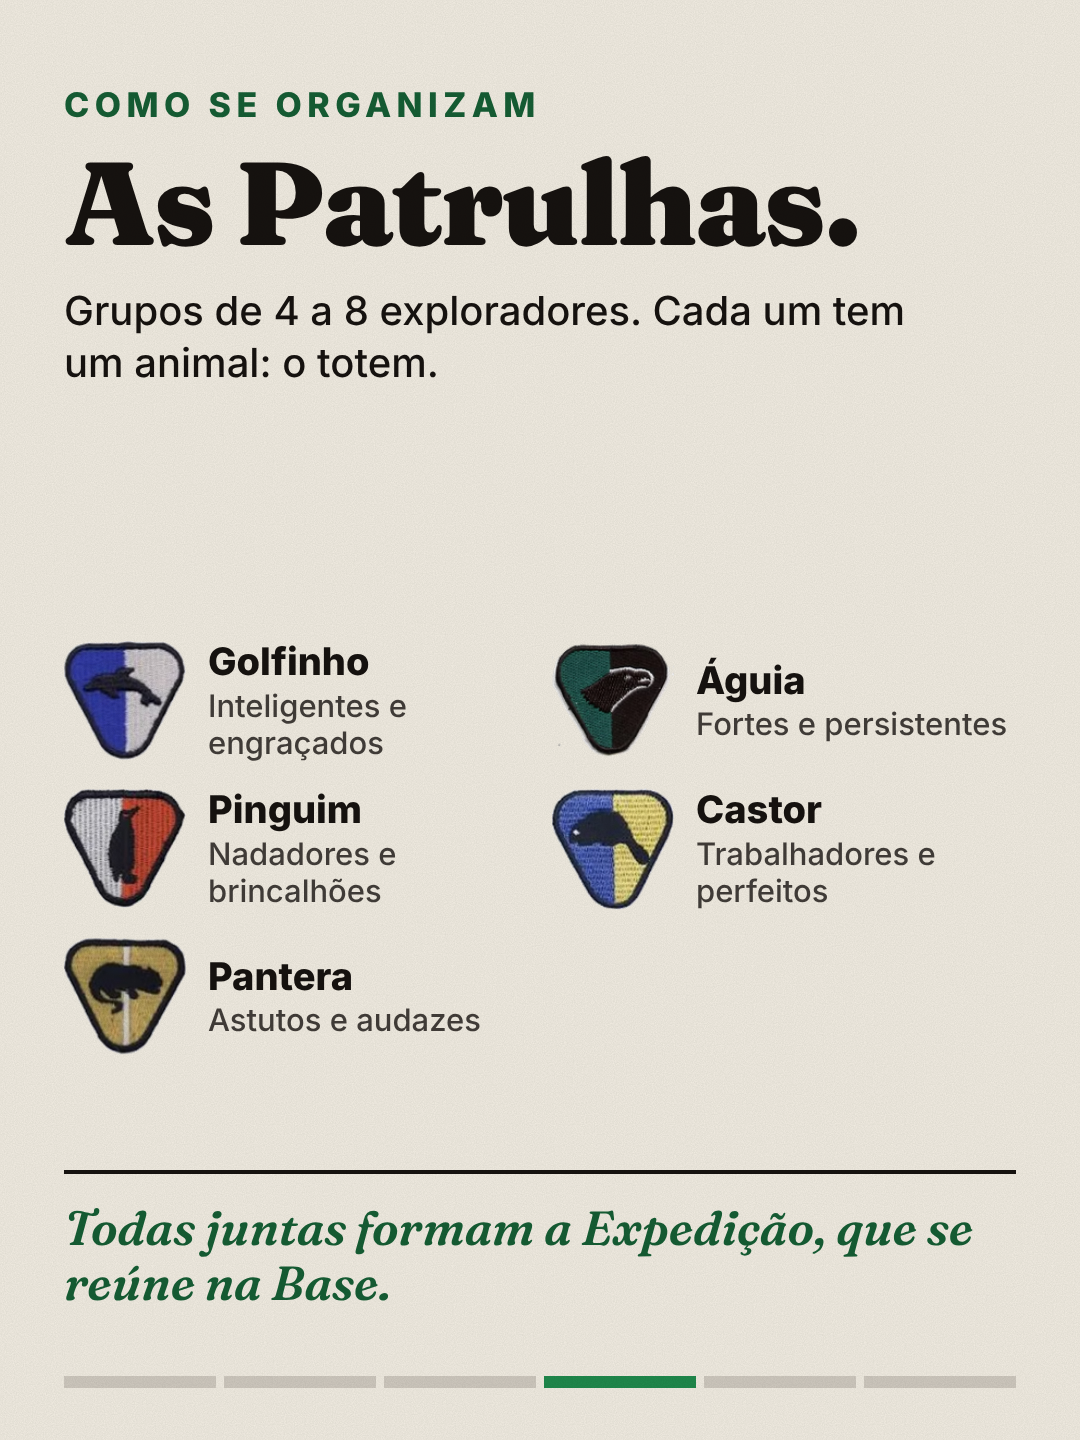 COMO SE ORGANIZAM
As Patrulhas.
Grupos de 4 a 8 exploradores. Cada um tem
um animal: o totem.
Golfinho
Inteligentes e
engraçados
Águia
Fortes e persistentes
Pinguim
Nadadores e
brincalhões
Castor
Trabalhadores e
perfeitos
Pantera
Astutos e audazes
Todas juntas formam a Expedição, que se
reúne na Base.